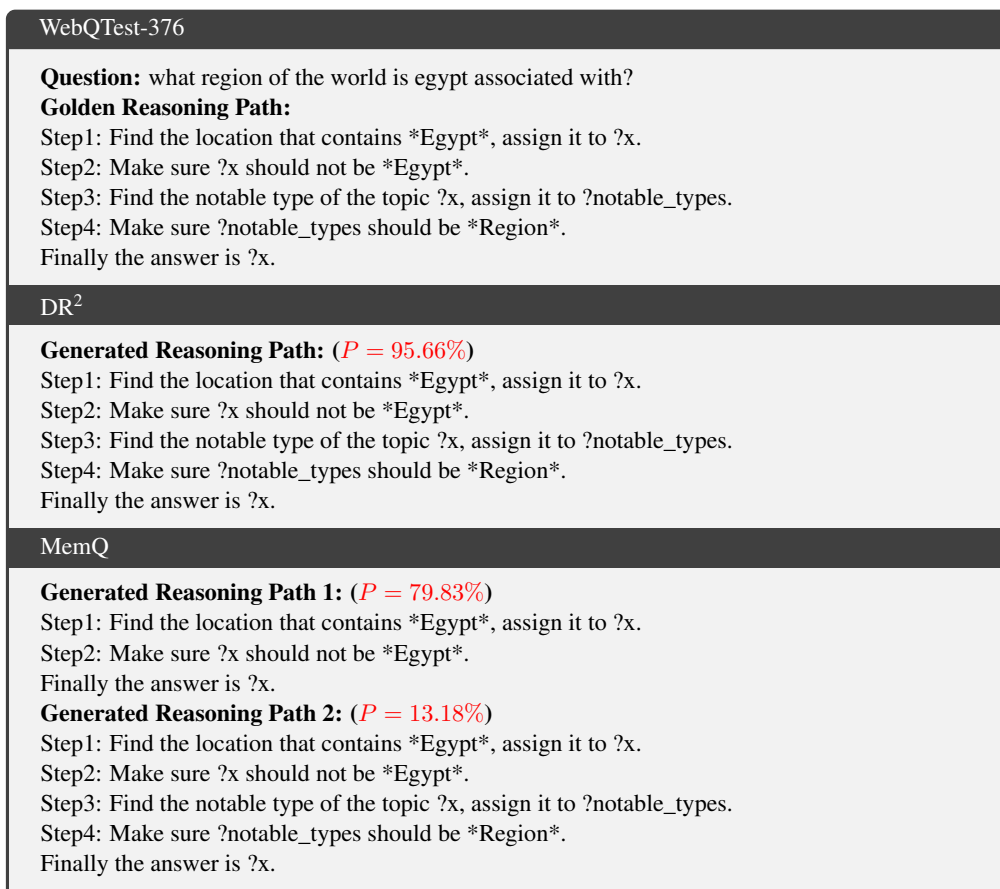 WebQTest-376
Question: what region of the world is egypt associated with?
Golden Reasoning Path:
Step1: Find the location that contains *Egypt*, assign it to ?x.
Step2: Make sure ?x should not be *Egypt*.
Step3: Find the notable type of the topic ?x, assign it to ?notable_types.
Step4: Make sure ?notable_types should be *Region*.
Finally the answer is ?x.
DR²
Generated Reasoning Path: (P = 95.66%)
Step1: Find the location that contains *Egypt*, assign it to ?x.
Step2: Make sure ?x should not be *Egypt*.
Step3: Find the notable type of the topic ?x, assign it to ?notable_types.
Step4: Make sure ?notable_types should be *Region*.
Finally the answer is ?x.
MemQ
Generated Reasoning Path 1: (P = 79.83%)
Step1: Find the location that contains *Egypt*, assign it to ?x.
Step2: Make sure ?x should not be *Egypt*.
Finally the answer is ?x.
Generated Reasoning Path 2: (P = 13.18%)
Step1: Find the location that contains *Egypt*, assign it to ?x.
Step2: Make sure ?x should not be *Egypt*.
Step3: Find the notable type of the topic ?x, assign it to ?notable_types.
Step4: Make sure ?notable_types should be *Region*.
Finally the answer is ?x.